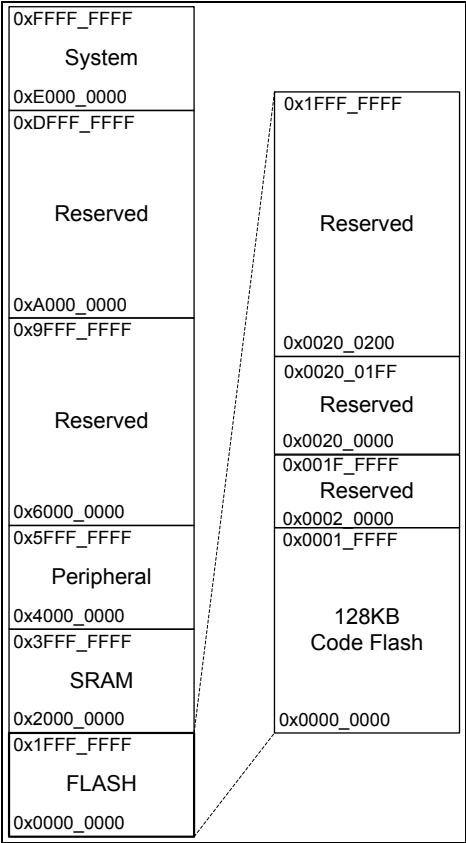 0xFFFF_FFFF
System
0xE000_0000
0xDFFF_FFFF
Reserved
0xA000_0000
0x9FFF_FFFF
Reserved
0x6000_0000
0x5FFF_FFFF
Peripheral
0x4000_0000
0x3FFF_FFFF
SRAM
0x2000_0000
0x1FFF_FFFF
FLASH
0x0000_0000
0x1FFF_FFFF
Reserved
0x0020_0200
0x0020_01FF
Reserved
0x0020_0000
0x001F_FFFF
Reserved
0x0002_0000
0x0001_FFFF
128KB
Code Flash
0x0000_0000